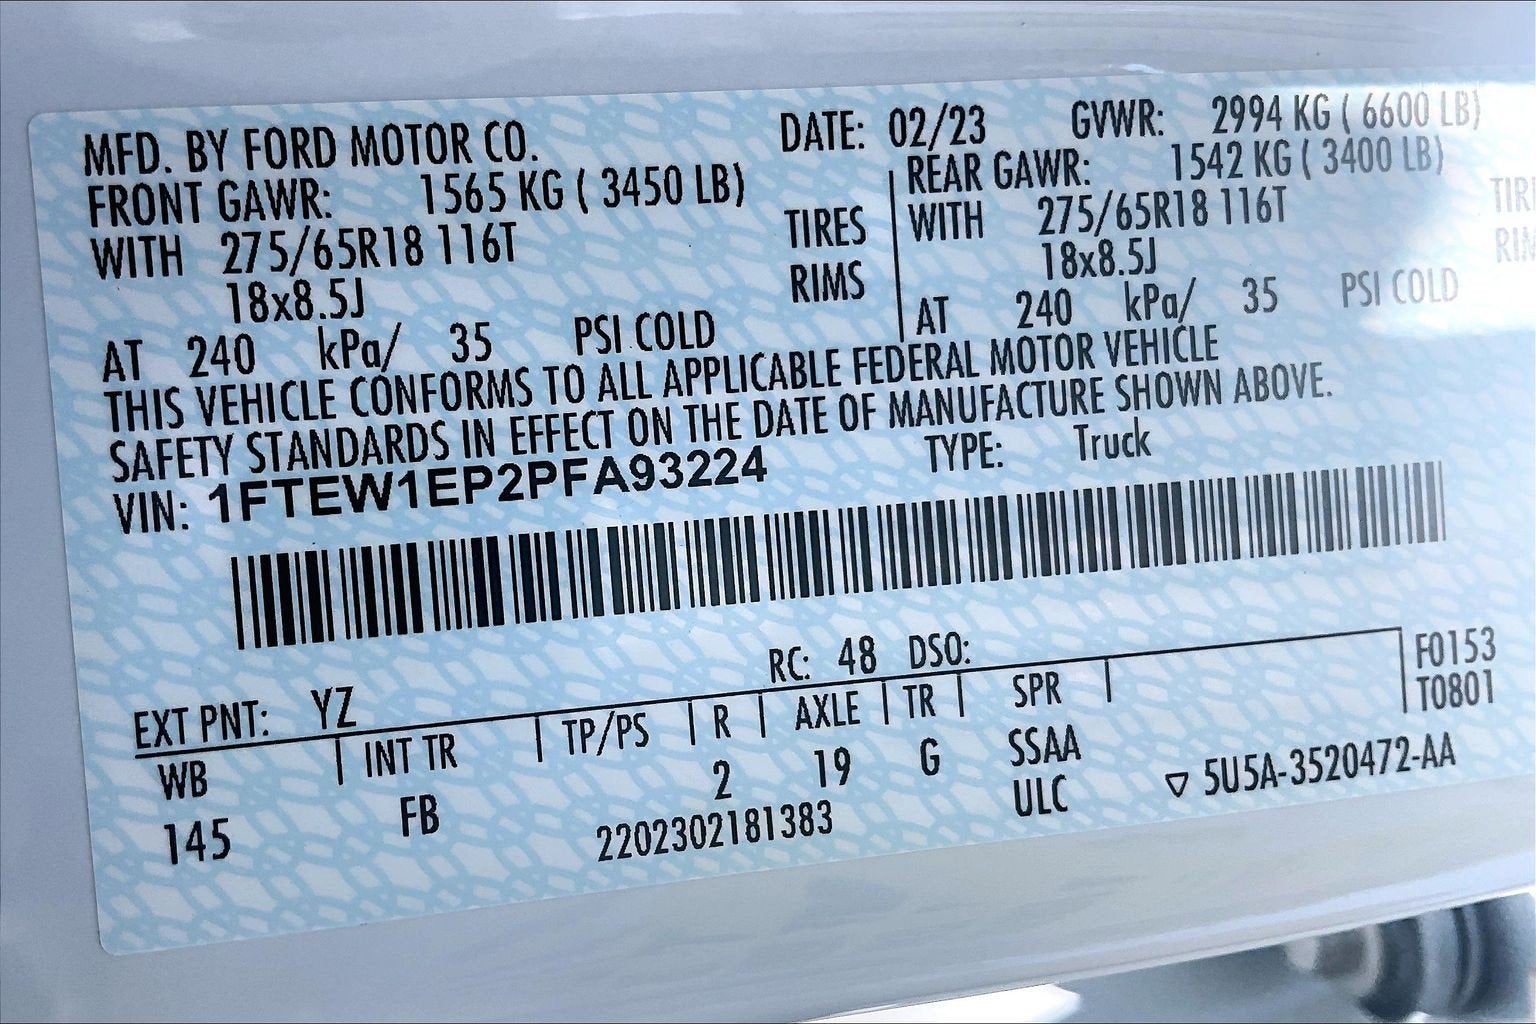 MFD. BY FORD MOTOR CO. DATE: 02/23 GVWR: 2994 KG ( 6600 LB)
FRONT GAWR: 1565 KG ( 3450 LB) REAR GAWR: 1542 KG ( 3400 LB)
WITH 275/65R18 116T TIRES WITH 275/65R18 116T
18x8.5J RIMS 18x8.5J
AT 240 kPa/ 35 PSI COLD AT 240 kPa/ 35 PSI COLD
THIS VEHICLE CONFORMS TO ALL APPLICABLE FEDERAL MOTOR VEHICLE
SAFETY STANDARDS IN EFFECT ON THE DATE OF MANUFACTURE SHOWN ABOVE.
VIN: 1FTEW1EP2PFA93224 TYPE: Truck
RC: 48 DSO: F0153
EXT PNT: YZ T0801
WB INT TR TP/PS R AXLE TR SPR
145 FB 2 19 G SSAA
2202302181383 ULC ▽ 5U5A-3520472-AA